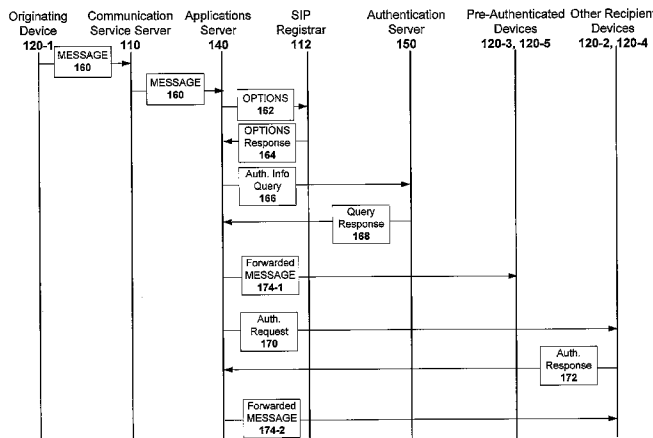 Originating
Device
120-1
Communication
Service Server
110
Applications
Server
140
SIP
Registrar
112
Authentication
Server
150
Pre-Authenticated
Devices
120-3, 120-5
Other Recipien
Devices
120-2, 120-4
MESSAGE
160
MESSAGE
160
OPTIONS
162
OPTIONS
Response
164
Auth. Info
Query
166
Query
Response
168
Forwarded
MESSAGE
174-1
Auth.
Request
170
Auth.
Response
172
Forwarded
MESSAGE
174-2